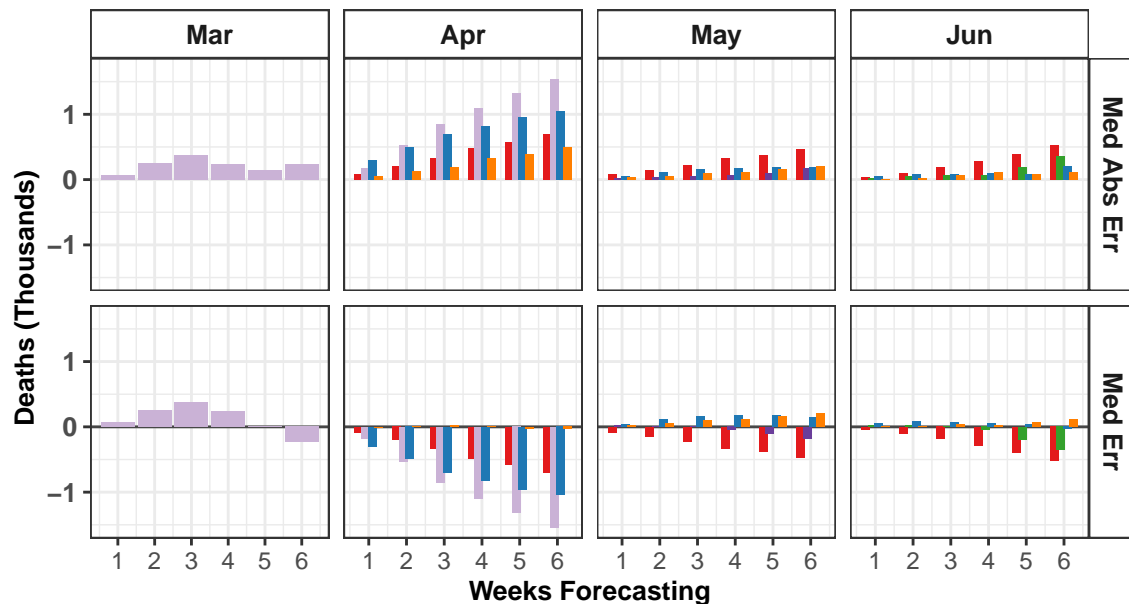 Mar Apr May Jun
1
0
−1
Med Abs Err
1
0
−1
Med Err
Deaths (Thousands)
1 2 3 4 5 6 1 2 3 4 5 6 1 2 3 4 5 6 1 2 3 4 5 6
Weeks Forecasting